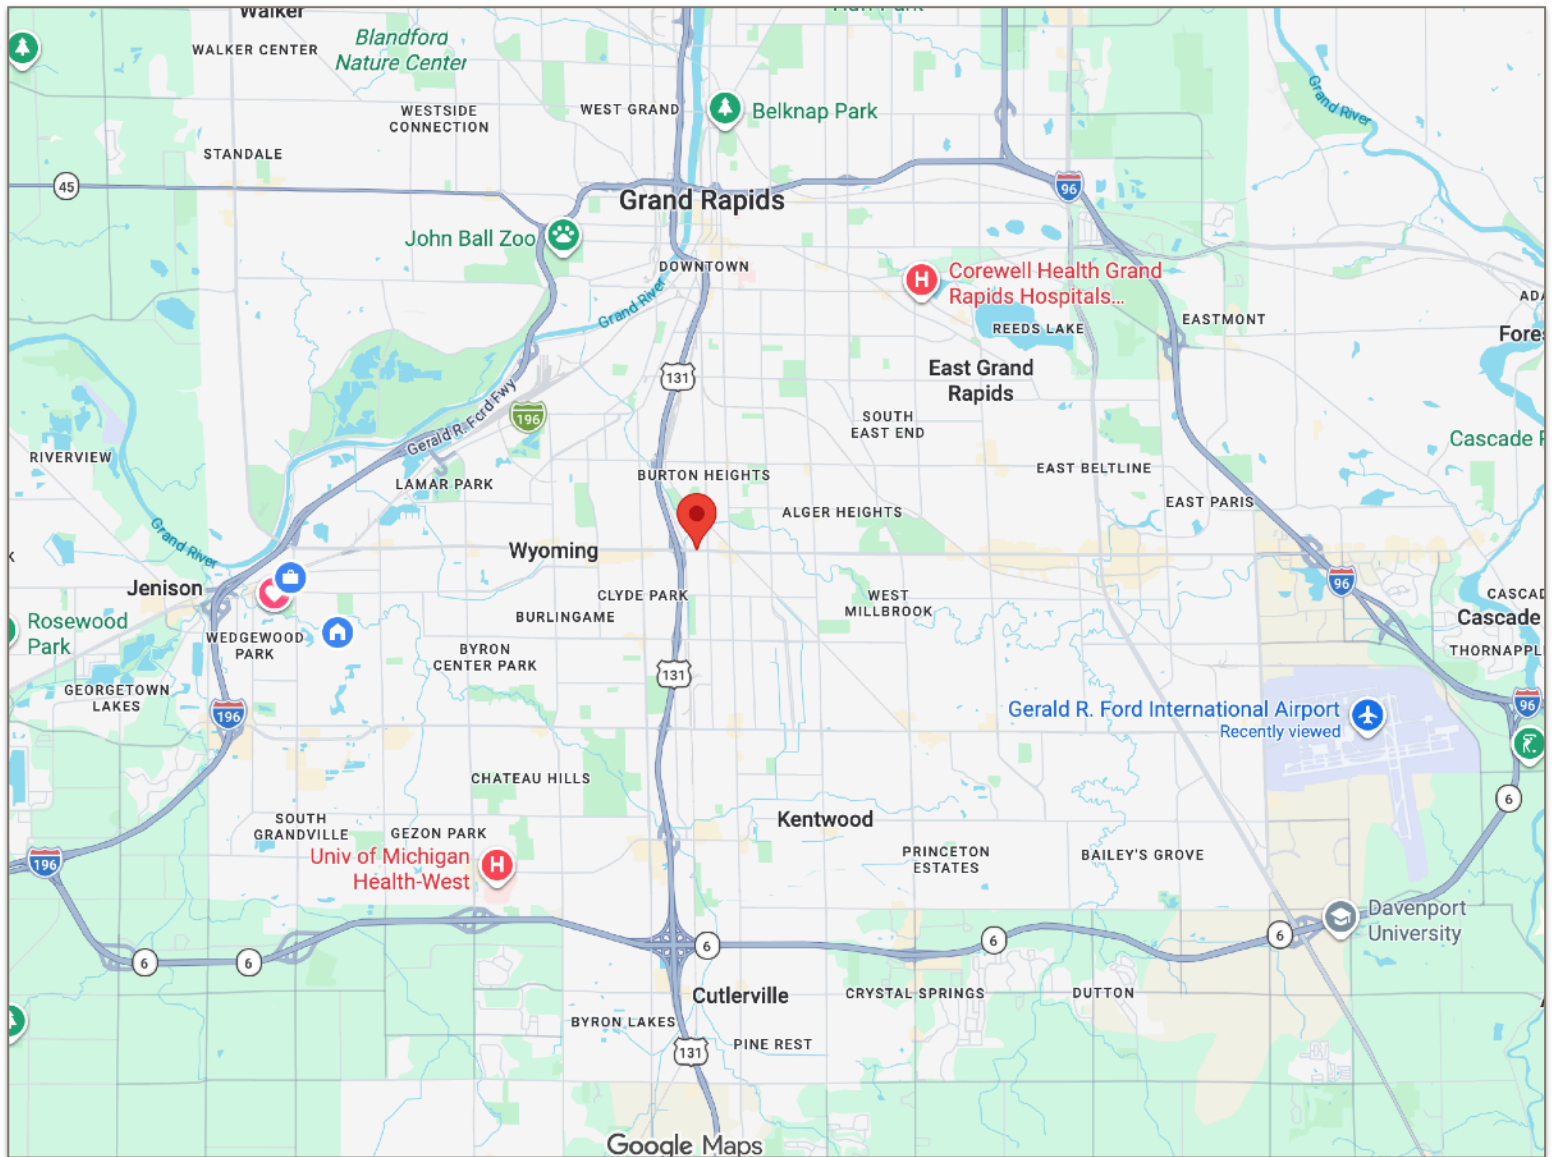 Walker
Blandford
Nature Center
WALKER CENTER
WESTSIDE
CONNECTION
WEST GRAND
Belknap Park
Grand River
STANDALE
45
96
Grand Rapids
John Ball Zoo
DOWNTOWN
Corewell Health Grand
Rapids Hospitals...
Grand River
REEDS LAKE
EASTMONT
131
East Grand
Rapids
196
Gerald R. Ford Fwy
SOUTH
EAST END
RIVERVIEW
LAMAR PARK
BURTON HEIGHTS
EAST BELTLINE
ALGER HEIGHTS
EAST PARIS
Grand River
Wyoming
96
Jenison
CLYDE PARK
WEST
MILLBROOK
BURLINGAME
Rosewood
Park
WEDGEWOOD
PARK
BYRON
CENTER PARK
Cascade
131
GEORGETOWN
LAKES
196
Gerald R. Ford International Airport
Recently viewed
96
CHATEAU HILLS
6
SOUTH
GRANDVILLE
GEZON PARK
Kentwood
Univ of Michigan
Health-West
H
H
196
PRINCETON
ESTATES
BAILEY'S GROVE
Davenport
University
6
6
6
6
6
Cutlerville
CRYSTAL SPRINGS
DUTTON
BYRON LAKES
PINE REST
131
Google Maps